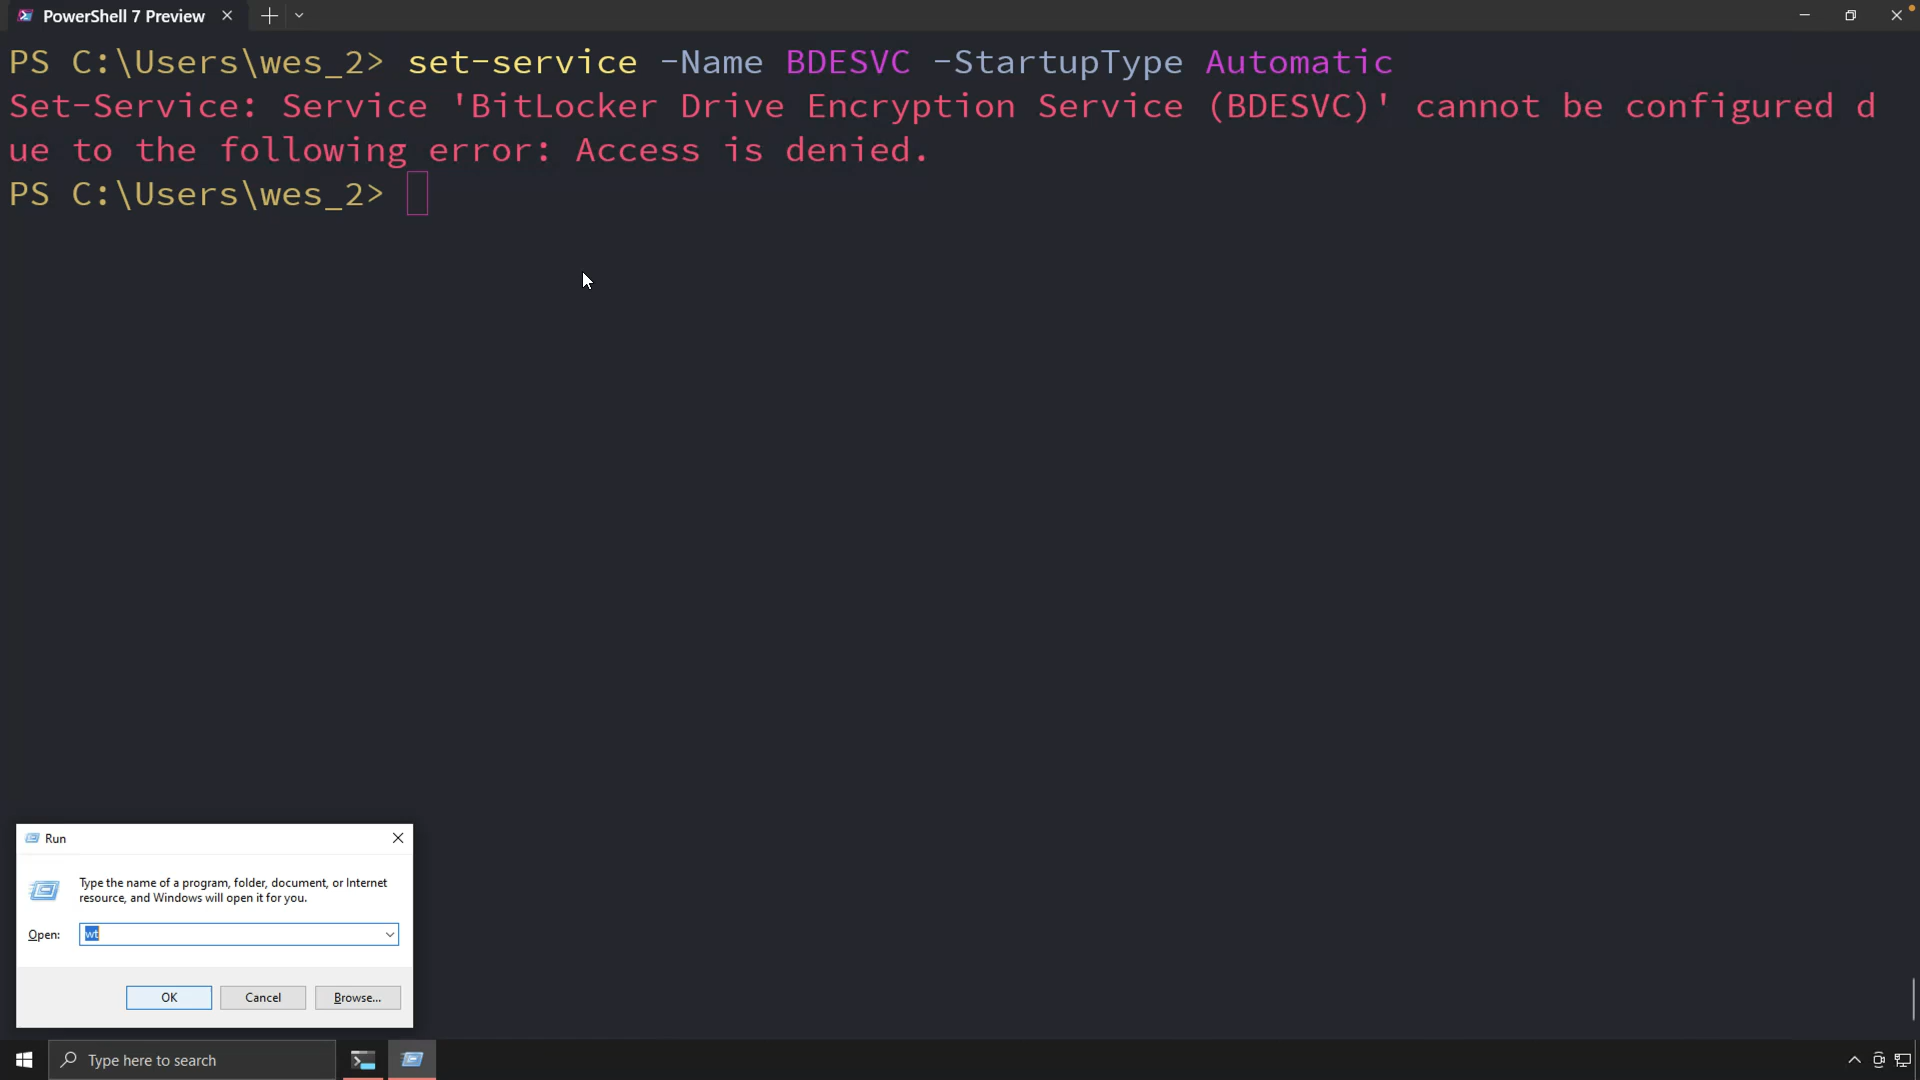 PowerShell 7 Preview
PS C:\Users\wes_2> set-service -Name BDESVC -StartupType Automatic
Set-Service: Service 'BitLocker Drive Encryption Service (BDESVC)' cannot be configured d
ue to the following error: Access is denied.
PS C:\Users\wes_2>
Run
Type the name of a program, folder, document, or Internet
resource, and Windows will open it for you.
Open: wt
OK Cancel Browse...
Type here to search